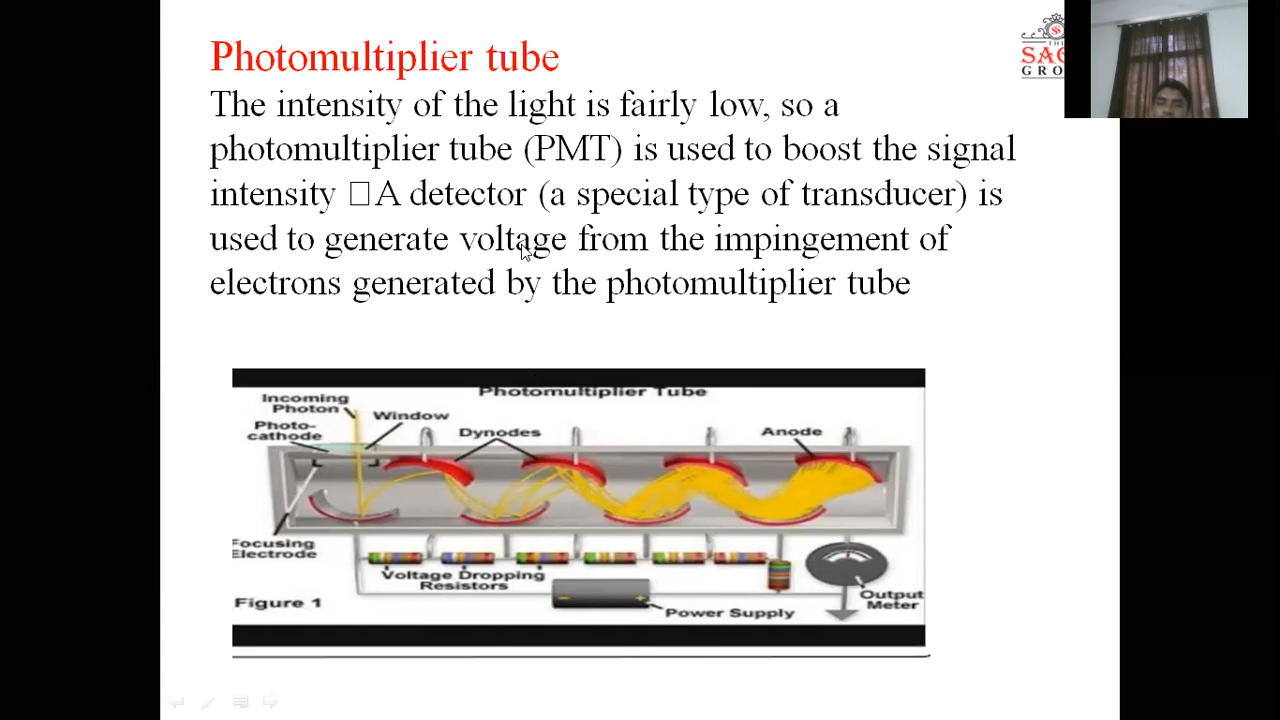 Photomultiplier tube
The intensity of the light is fairly low, so a
photomultiplier tube (PMT) is used to boost the signal
intensity □A detector (a special type of transducer) is
used to generate voltage from the impingement of
electrons generated by the photomultiplier tube
SAG
GRO
Photomultiplier Tube
Incoming
Photon
Window
Photo-
cathode
Dynodes
Anode
Focusing
Electrode
Voltage Dropping
Resistors
Output
Meter
Figure 1
Power Supply